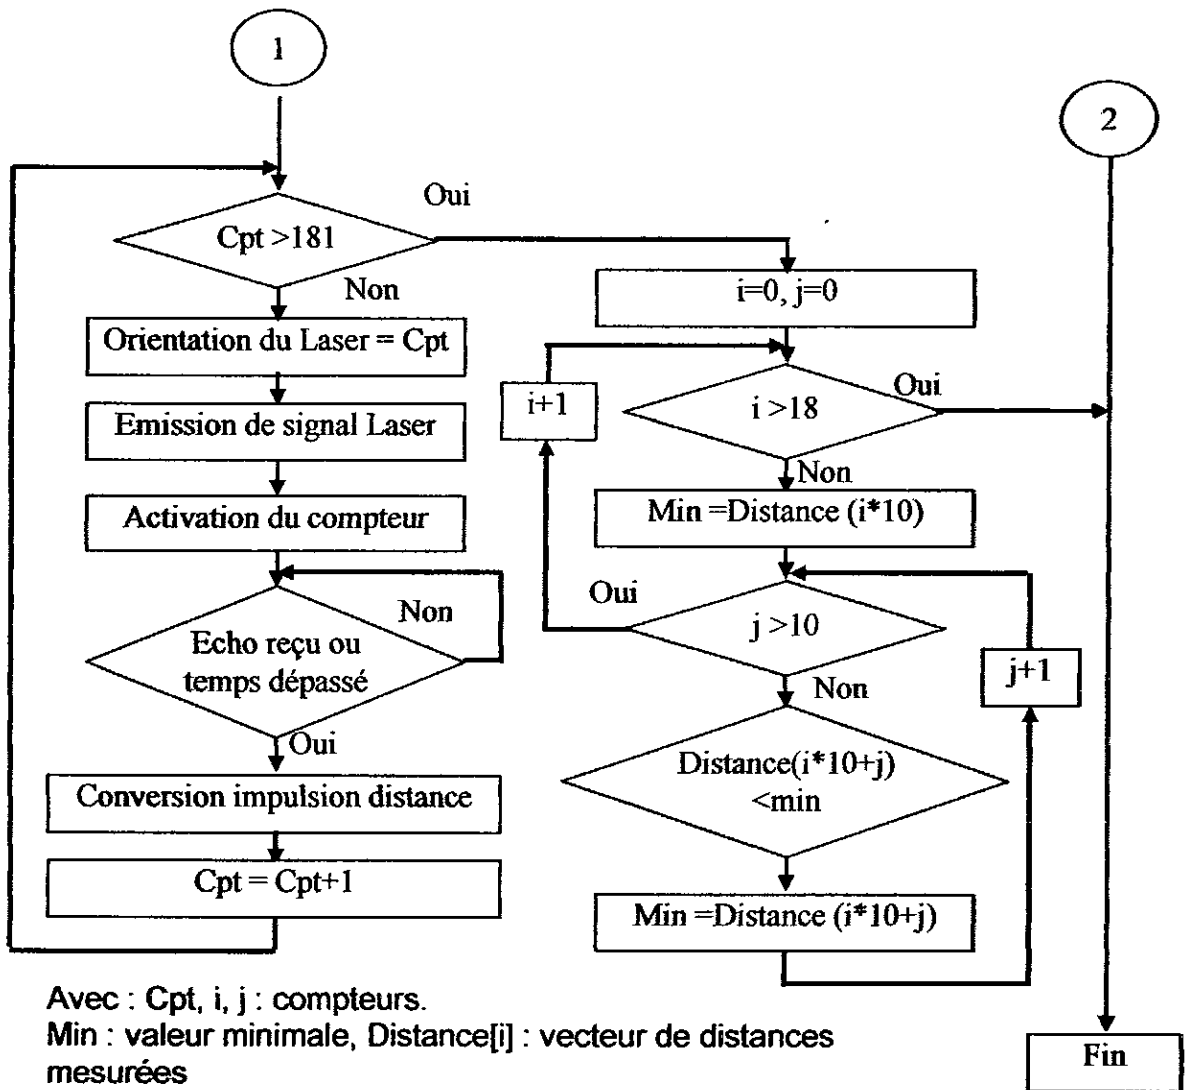 1
2
Oui
Cpt >181
Non
Orientation du Laser = Cpt
Emission de signal Laser
Activation du compteur
Non
Echo reçu ou
temps dépassé
Oui
Conversion impulsion distance
Cpt = Cpt+1
i=0, j=0
i+1
i >18
Oui
Non
Min =Distance (i*10)
Oui
j >10
Non
j+1
Distance(i*10+j)
<min
Min =Distance (i*10+j)
Fin
Avec : Cpt, i, j : compteurs.
Min : valeur minimale, Distance[i] : vecteur de distances
mesurées